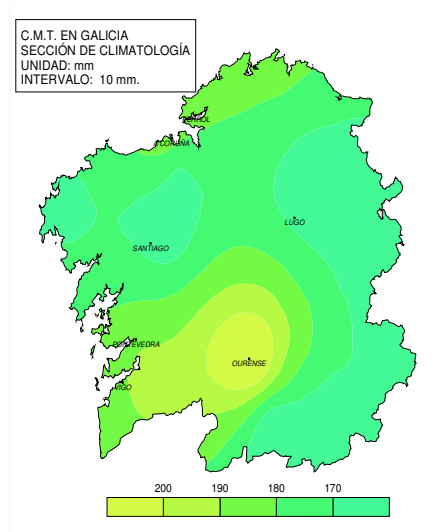 C.M.T. EN GALICIA
SECCIÓN DE CLIMATOLOGÍA
UNIDAD: mm
INTERVALO: 10 mm.
FERROL
A CORUÑA
LUGO
SANTIAGO
PONTEVEDRA
OURENSE
VIGO
200 190 185 180 170